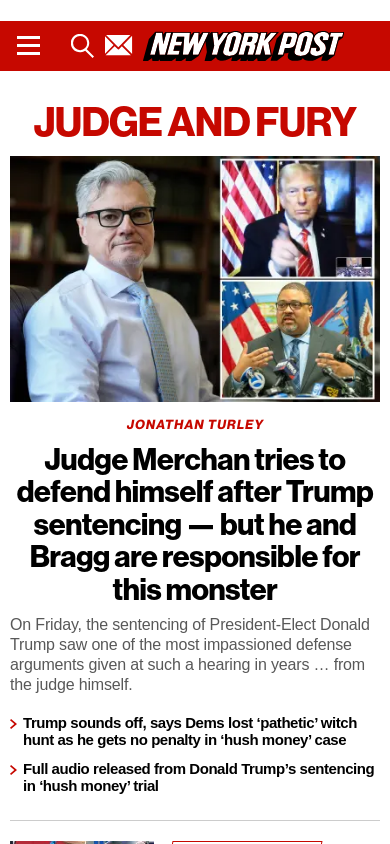 NEW YORK POST
JUDGE AND FURY
JONATHAN TURLEY
Judge Merchan tries to
defend himself after Trump
sentencing — but he and
Bragg are responsible for
this monster
On Friday, the sentencing of President-Elect Donald
Trump saw one of the most impassioned defense
arguments given at such a hearing in years … from
the judge himself.
Trump sounds off, says Dems lost ‘pathetic’ witch
hunt as he gets no penalty in ‘hush money’ case
Full audio released from Donald Trump’s sentencing
in ‘hush money’ trial